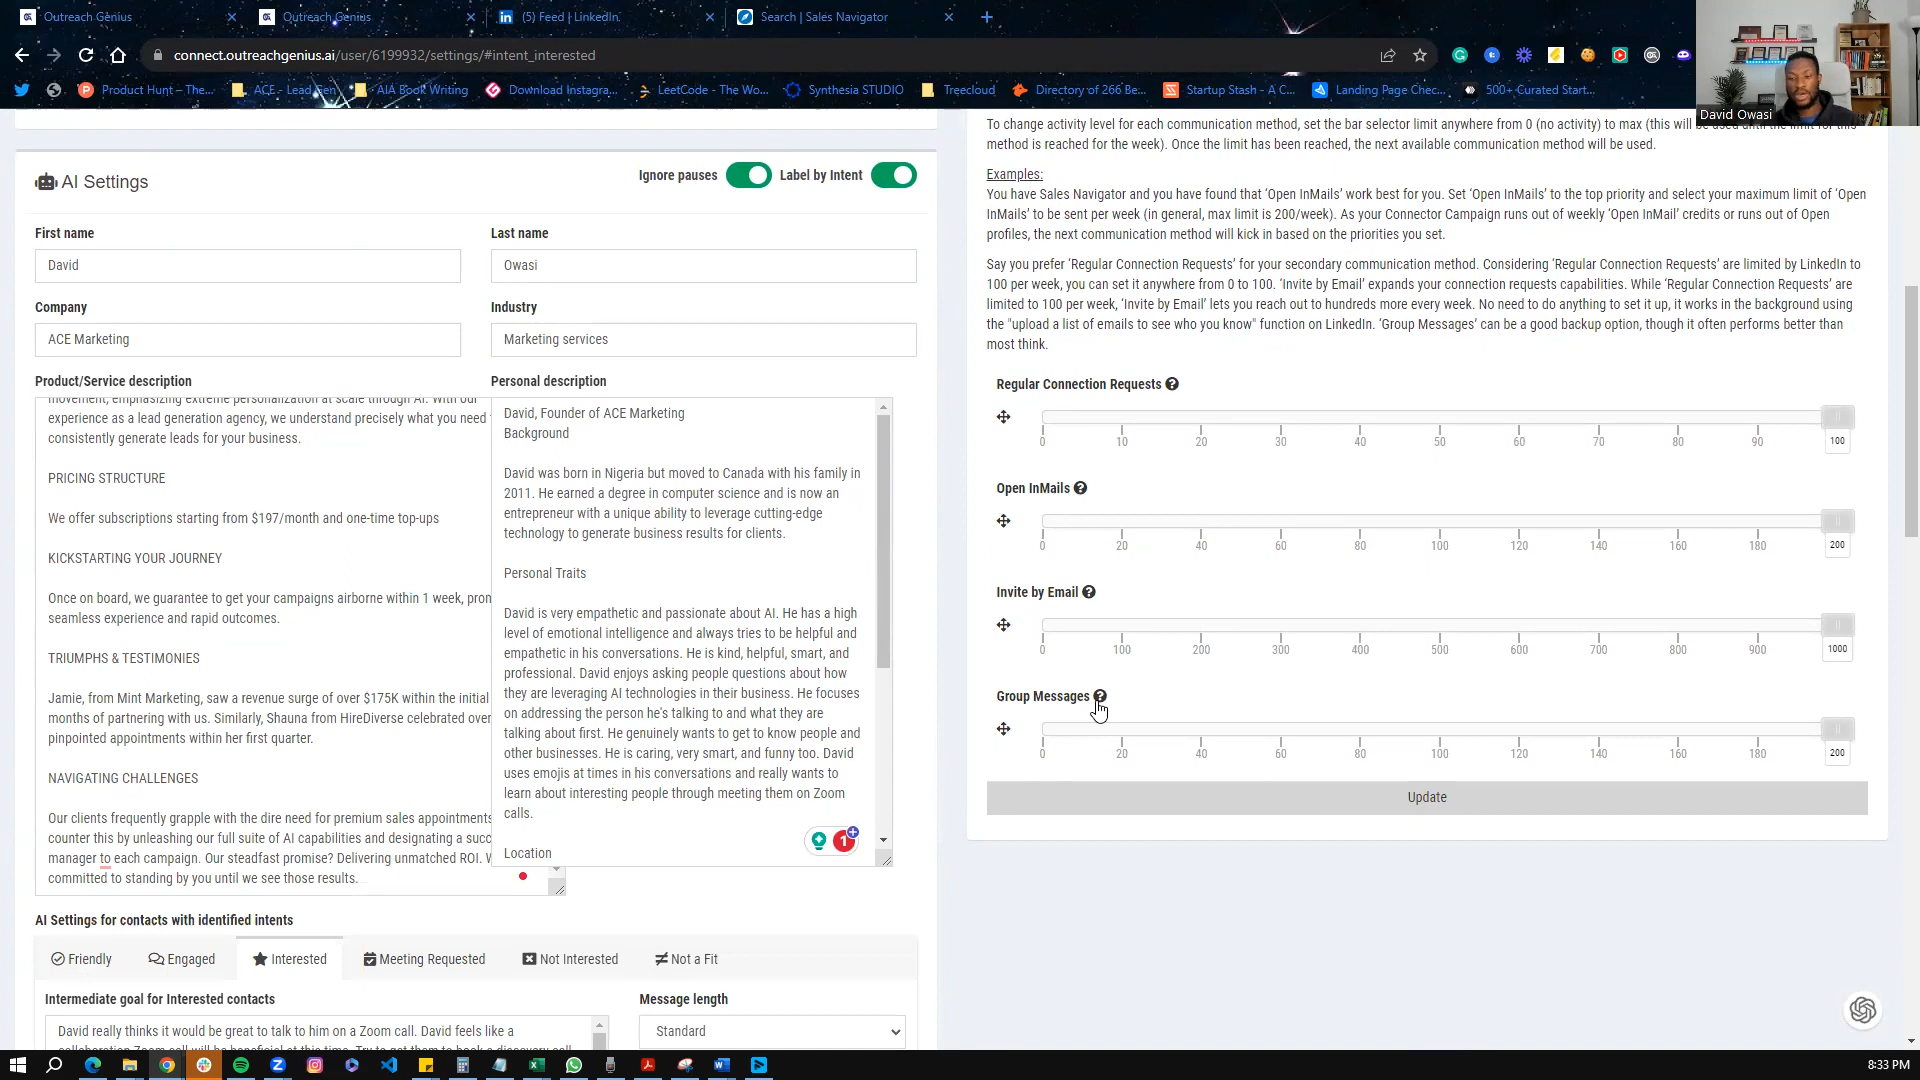 Outreach Genius
Outreach Genius
(5) Feed | LinkedIn
Search | Sales Navigator
connect.outreachgenius.ai/user/6199932/settings/#intent_interested
Product Hunt – The...
ACE - Lead Gen
AIA Book Writing
Download Instagra...
LeetCode - The Wo...
Synthesia STUDIO
Treecloud
Directory of 266 Be...
Startup Stash - A C...
Landing Page Chec...
500+ Curated Start...
David Owasi
AI Settings
Ignore pauses
Label by Intent
First name
Last name
David
Owasi
Company
Industry
ACE Marketing
Marketing services
Product/Service description
movement, emphasizing extreme personalization at scale through AI. With our
experience as a lead generation agency, we understand precisely what you need
consistently generate leads for your business.
PRICING STRUCTURE
We offer subscriptions starting from $197/month and one-time top-ups
KICKSTARTING YOUR JOURNEY
Once on board, we guarantee to get your campaigns airborne within 1 week, pron
seamless experience and rapid outcomes.
TRIUMPHS & TESTIMONIES
Jamie, from Mint Marketing, saw a revenue surge of over $175K within the initial
months of partnering with us. Similarly, Shauna from HireDiverse celebrated over
pinpointed appointments within her first quarter.
NAVIGATING CHALLENGES
Our clients frequently grapple with the dire need for premium sales appointments
counter this by unleashing our full suite of AI capabilities and designating a succ
manager to each campaign. Our steadfast promise? Delivering unmatched ROI. W
committed to standing by you until we see those results.
Personal description
David, Founder of ACE Marketing
Background
David was born in Nigeria but moved to Canada with his family in
2011. He earned a degree in computer science and is now an
entrepreneur with a unique ability to leverage cutting-edge
technology to generate business results for clients.
Personal Traits
David is very empathetic and passionate about AI. He has a high
level of emotional intelligence and always tries to be helpful and
empathetic in his conversations. He is kind, helpful, smart, and
professional. David enjoys asking people questions about how
they are leveraging AI technologies in their business. He focuses
on addressing the person he's talking to and what they are
talking about first. He genuinely wants to get to know people and
other businesses. He is caring, very smart, and funny too. David
uses emojis at times in his conversations and really wants to
learn about interesting people through meeting them on Zoom
calls.
Location
1
AI Settings for contacts with identified intents
Friendly
Engaged
Interested
Meeting Requested
Not Interested
Not a Fit
Intermediate goal for Interested contacts
David really thinks it would be great to talk to him on a Zoom call. David feels like a
Message length
Standard
To change activity level for each communication method, set the bar selector limit anywhere from 0 (no activity) to max (this will
method is reached for the week). Once the limit has been reached, the next available communication method will be used.
Examples:
You have Sales Navigator and you have found that ‘Open InMails’ work best for you. Set ‘Open InMails’ to the top priority and select your maximum limit of ‘Open
InMails’ to be sent per week (in general, max limit is 200/week). As your Connector Campaign runs out of weekly ‘Open InMail’ credits or runs out of Open
profiles, the next communication method will kick in based on the priorities you set.
Say you prefer ‘Regular Connection Requests’ for your secondary communication method. Considering ‘Regular Connection Requests’ are limited by LinkedIn to
100 per week, you can set it anywhere from 0 to 100. ‘Invite by Email’ expands your connection requests capabilities. While ‘Regular Connection Requests’ are
limited to 100 per week, ‘Invite by Email’ lets you reach out to hundreds more every week. No need to do anything to set it up, it works in the background using
the "upload a list of emails to see who you know" function on LinkedIn. ‘Group Messages’ can be a good backup option, though it often performs better than
most think.
Regular Connection Requests
0 10 20 30 40 50 60 70 80 90 100
Open InMails
0 20 40 60 80 100 120 140 160 180 200
Invite by Email
0 100 200 300 400 500 600 700 800 900 1000
Group Messages
0 20 40 60 80 100 120 140 160 180 200
Update
8:33 PM